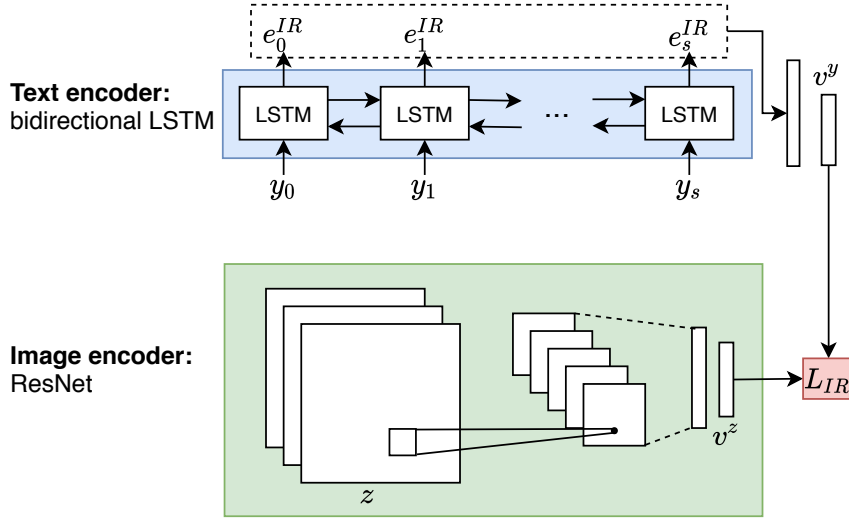 e_0^{IR} e_1^{IR} e_s^{IR}
Text encoder:
bidirectional LSTM
LSTM LSTM ... LSTM
v^y
y_0 y_1 y_s
Image encoder:
ResNet
L_{IR}
v^z
z